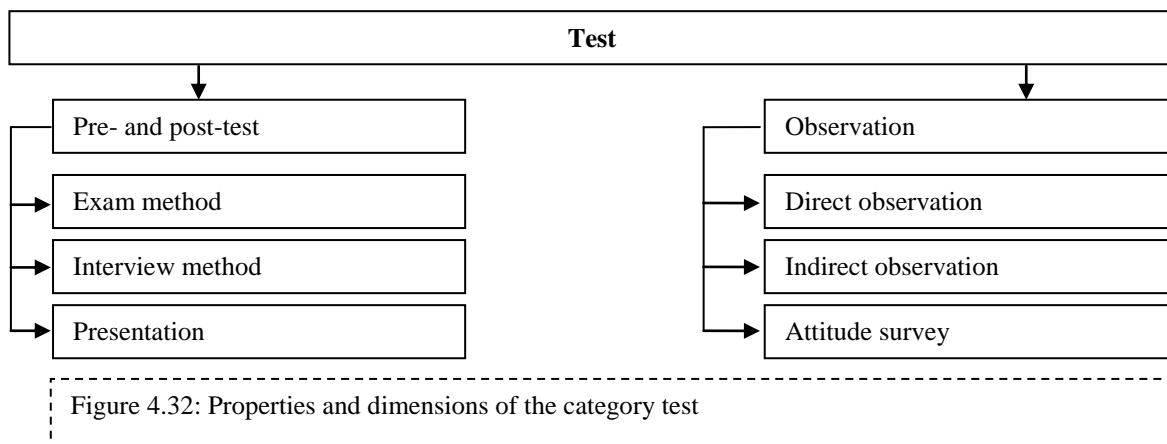 Test
Pre- and post-test
Exam method
Interview method
Presentation
Observation
Direct observation
Indirect observation
Attitude survey
Figure 4.32: Properties and dimensions of the category test